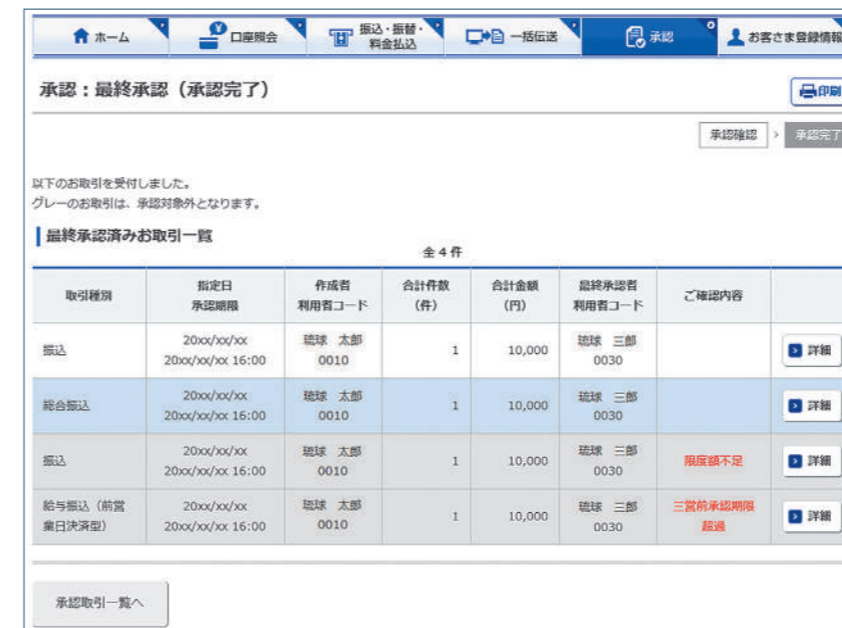 ホーム
口座照会
振込・振替・
料金払込
一括伝送
承認
お客さま登録情報
承認：最終承認（承認完了）
印刷
承認確認 › 承認完了
以下のお取引を受付しました。
グレーのお取引は、承認対象外となります。
最終承認済みお取引一覧
全4件
取引種別 指定日 作成者 合計件数 合計金額 最終承認者 ご確認内容
承認期限 利用者コード （件） （円） 利用者コード
振込 20xx/xx/xx 琉球 太郎 1 10,000 琉球 三郎 詳細
20xx/xx/xx 16:00 0010 0030
総合振込 20xx/xx/xx 琉球 太郎 1 10,000 琉球 三郎 詳細
20xx/xx/xx 16:00 0010 0030
振込 20xx/xx/xx 琉球 太郎 1 10,000 琉球 三郎 限度額不足 詳細
20xx/xx/xx 16:00 0010 0030
給与振込（前営 20xx/xx/xx 琉球 太郎 1 10,000 琉球 三郎 三営前承認期限 詳細
業日決済型） 20xx/xx/xx 16:00 0010 0030 超過
承認取引一覧へ